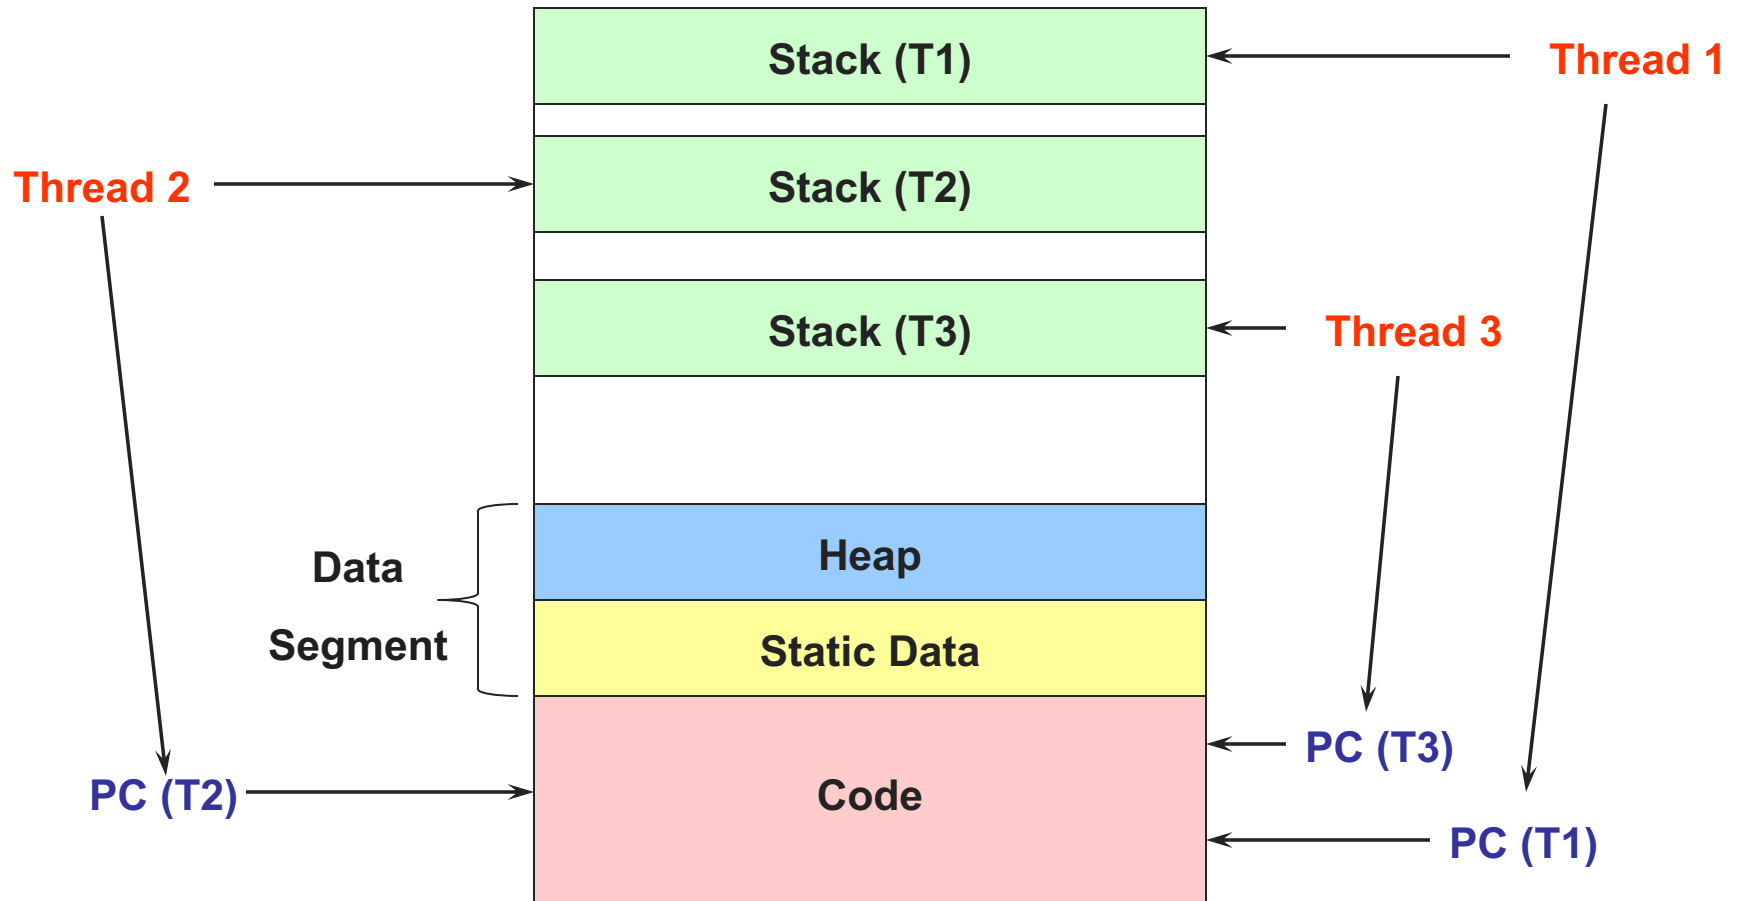 Stack (T1)
Thread 1
Thread 2
Stack (T2)
Stack (T3)
Thread 3
Data
Segment
Heap
Static Data
PC (T3)
PC (T2)
Code
PC (T1)